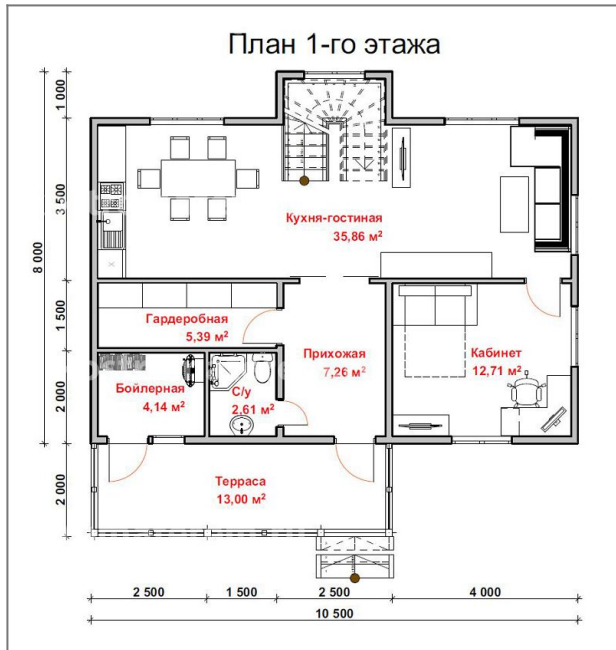 План 1-го этажа
1 000
3 500
8 000
1 500
2 000
2 000
Кухня-гостиная
35,86 м²
Гардеробная
5,39 м²
Прихожая
7,26 м²
Кабинет
12,71 м²
Бойлерная
4,14 м²
С/у
2,61 м²
Терраса
13,00 м²
2 500
1 500
2 500
4 000
10 500